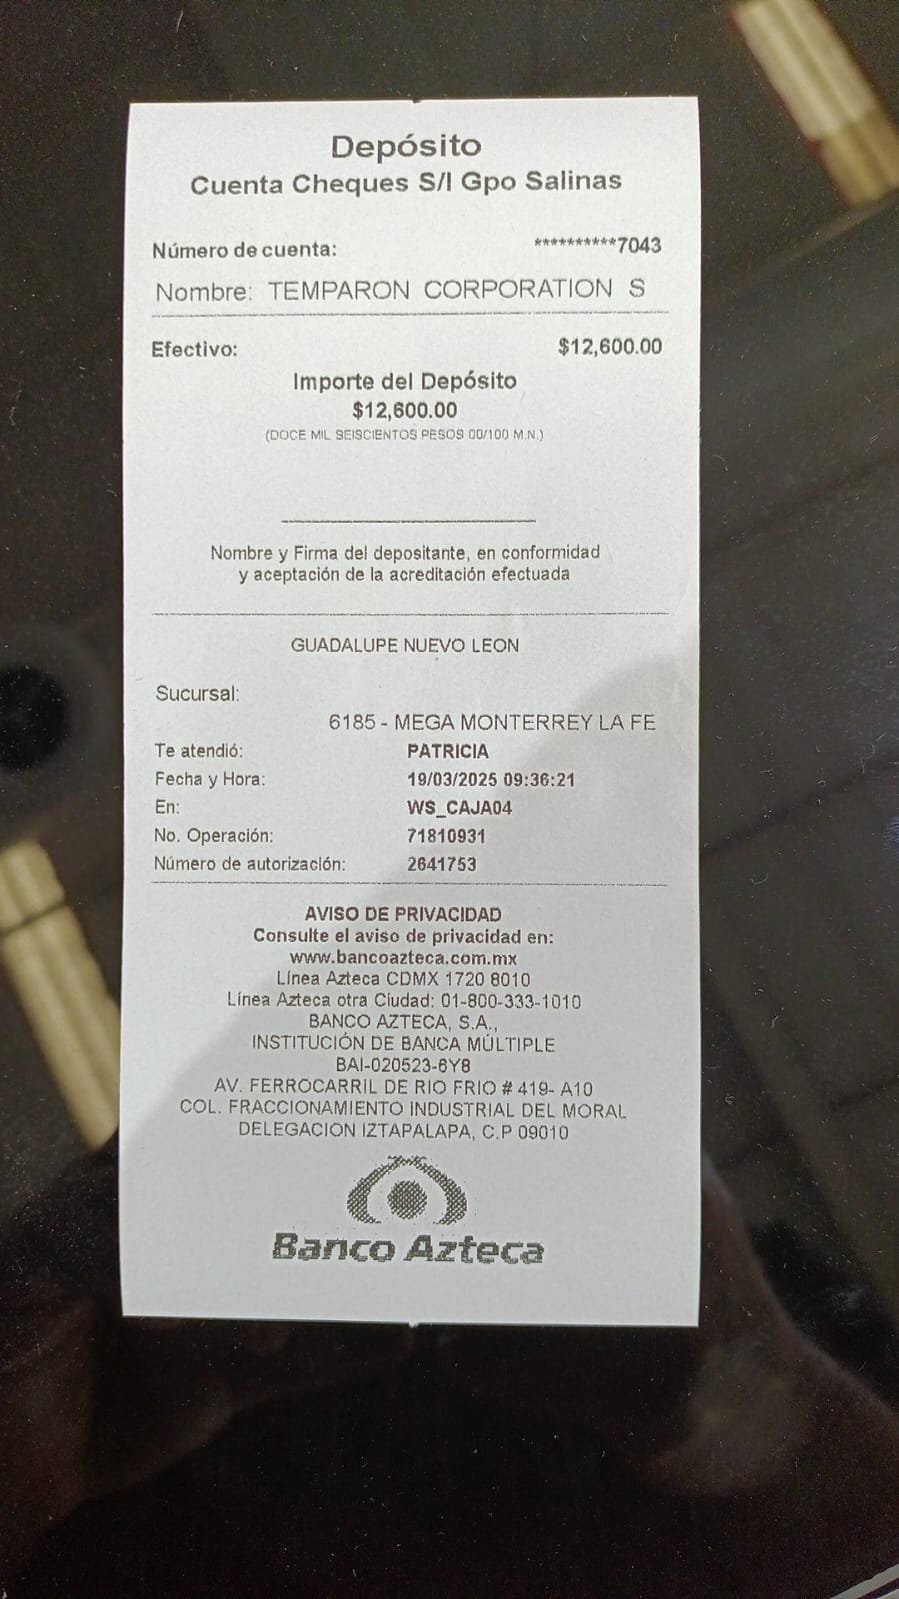 Depósito
Cuenta Cheques S/I Gpo Salinas
Número de cuenta: **********7043
Nombre: TEMPARON CORPORATION S
Efectivo: $12,600.00
Importe del Depósito
$12,600.00
(DOCE MIL SEISCIENTOS PESOS 00/100 M.N.)
Nombre y Firma del depositante, en conformidad
y aceptación de la acreditación efectuada
GUADALUPE NUEVO LEON
Sucursal:
6185 - MEGA MONTERREY LA FE
Te atendió: PATRICIA
Fecha y Hora: 19/03/2025 09:36:21
En: WS_CAJA04
No. Operación: 71810931
Número de autorización: 2641753
AVISO DE PRIVACIDAD
Consulte el aviso de privacidad en:
www.bancoazteca.com.mx
Línea Azteca CDMX 1720 8010
Línea Azteca otra Ciudad: 01-800-333-1010
BANCO AZTECA, S.A.,
INSTITUCIÓN DE BANCA MÚLTIPLE
BAI-020523-6Y8
AV. FERROCARRIL DE RIO FRIO # 419- A10
COL. FRACCIONAMIENTO INDUSTRIAL DEL MORAL
DELEGACION IZTAPALAPA, C.P 09010
Banco Azteca